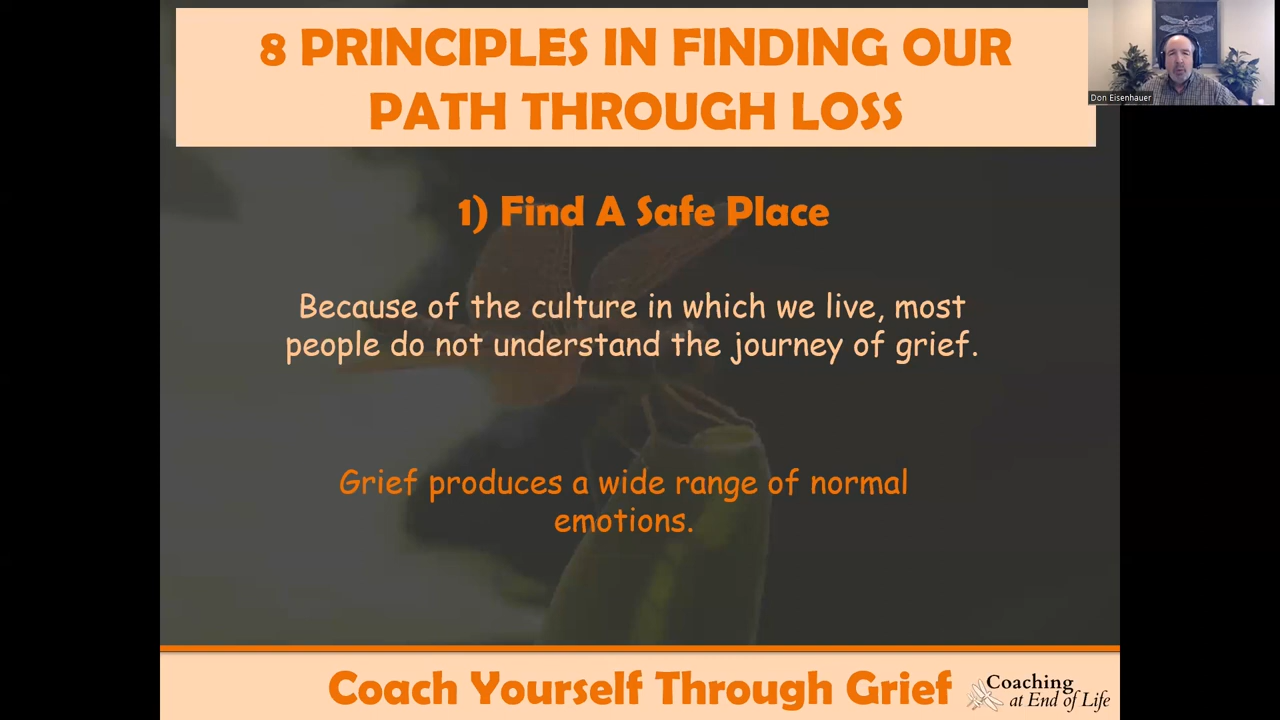 8 PRINCIPLES IN FINDING OUR
PATH THROUGH LOSS
Don Eisenhauer
1) Find A Safe Place
Because of the culture in which we live, most
people do not understand the journey of grief.
Grief produces a wide range of normal
emotions.
Coach Yourself Through Grief
Coaching
at End of Life